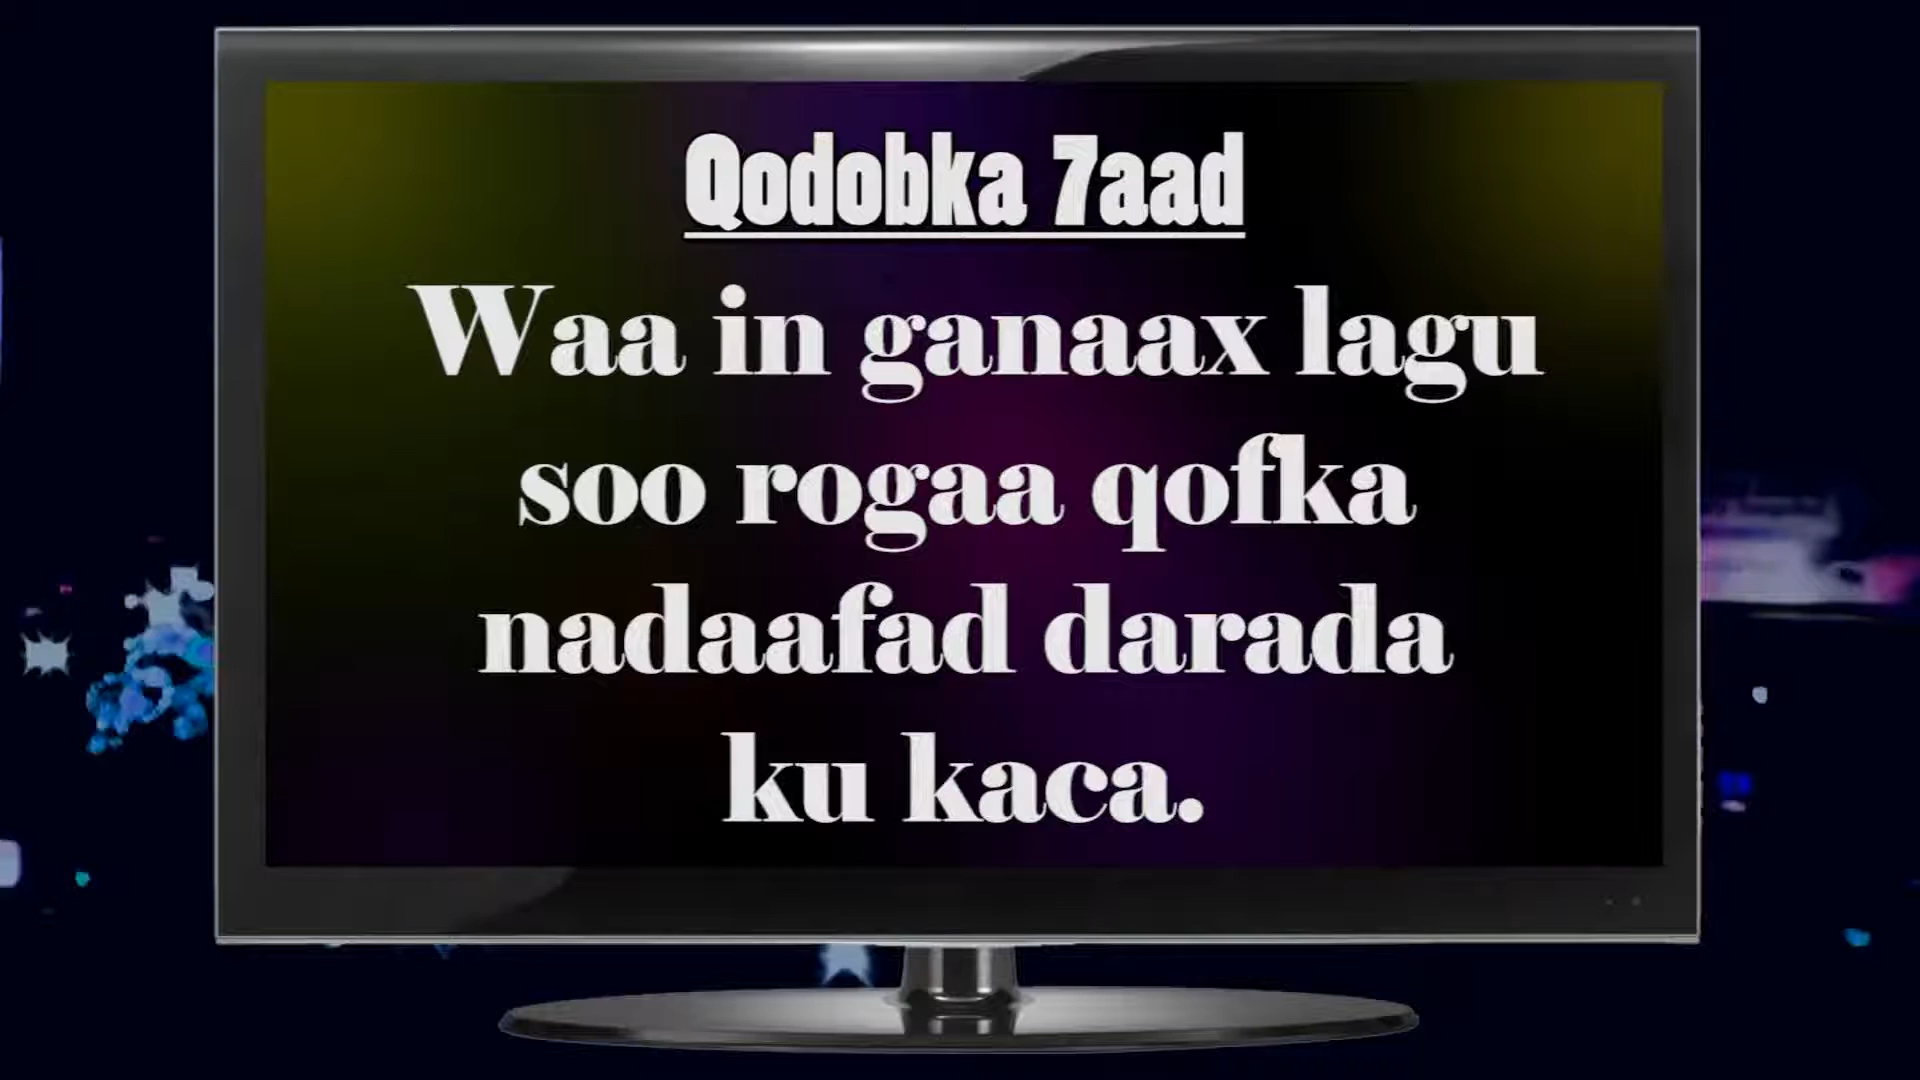 Qodobka 7aad
Waa in ganaax lagu
soo rogaa qofka
nadaafad darada
ku kaca.